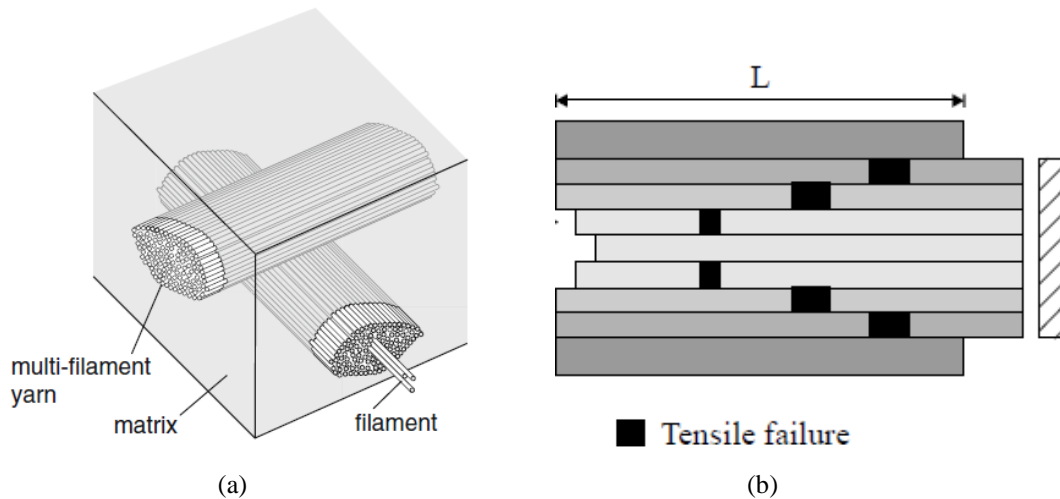 L
multi-filament
yarn
matrix
filament
Tensile failure
(a)
(b)